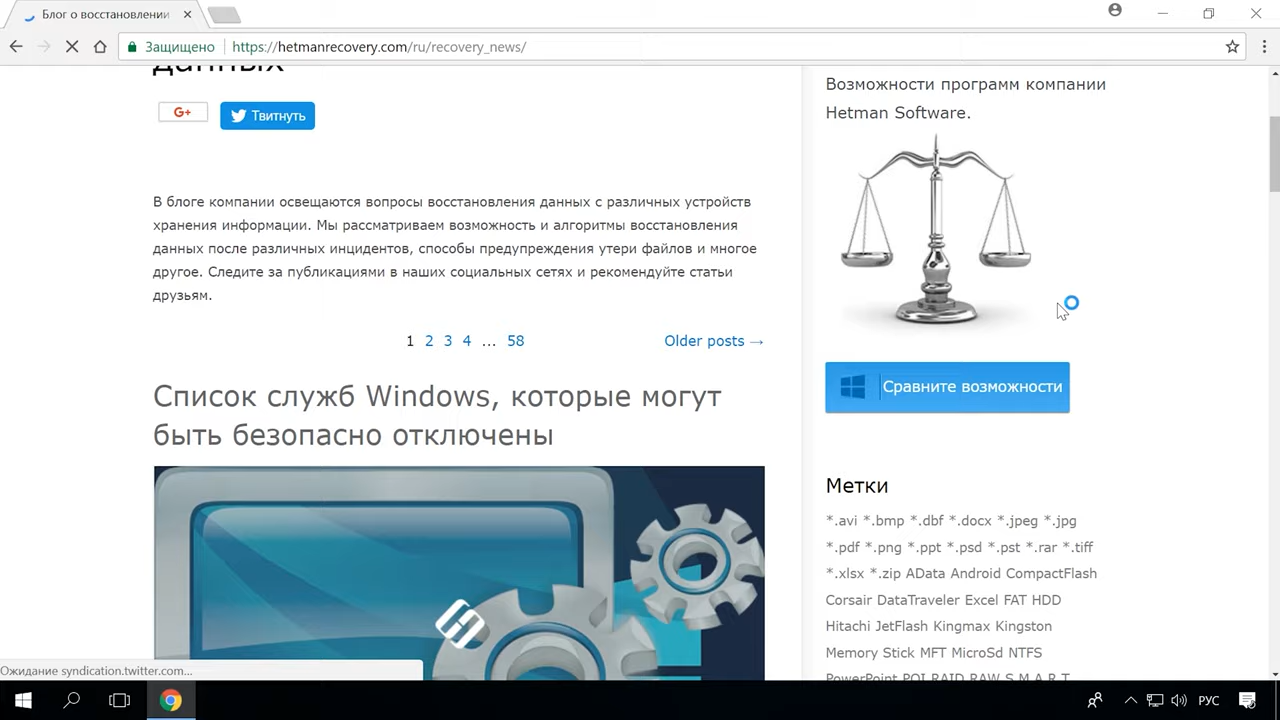 Блог о восстановлении
Защищено
https://hetmanrecovery.com/ru/recovery_news/
данных
G+
Твитнуть
В блоге компании освещаются вопросы восстановления данных с различных устройств
хранения информации. Мы рассматриваем возможность и алгоритмы восстановления
данных после различных инцидентов, способы предупреждения утери файлов и многое
другое. Следите за публикациями в наших социальных сетях и рекомендуйте статьи
друзьям.
1 2 3 4 ... 58 Older posts →
Список служб Windows, которые могут
быть безопасно отключены
Возможности программ компании
Hetman Software.
Сравните возможности
Метки
*.avi *.bmp *.dbf *.docx *.jpeg *.jpg
*.pdf *.png *.ppt *.psd *.pst *.rar *.tiff
*.xlsx *.zip AData Android CompactFlash
Corsair DataTraveler Excel FAT HDD
Hitachi JetFlash Kingmax Kingston
Memory Stick MFT MicroSd NTFS
PowerPoint POI RAID RAW S.M.A.R.T.
Ожидание syndication.twitter.com...
РУС